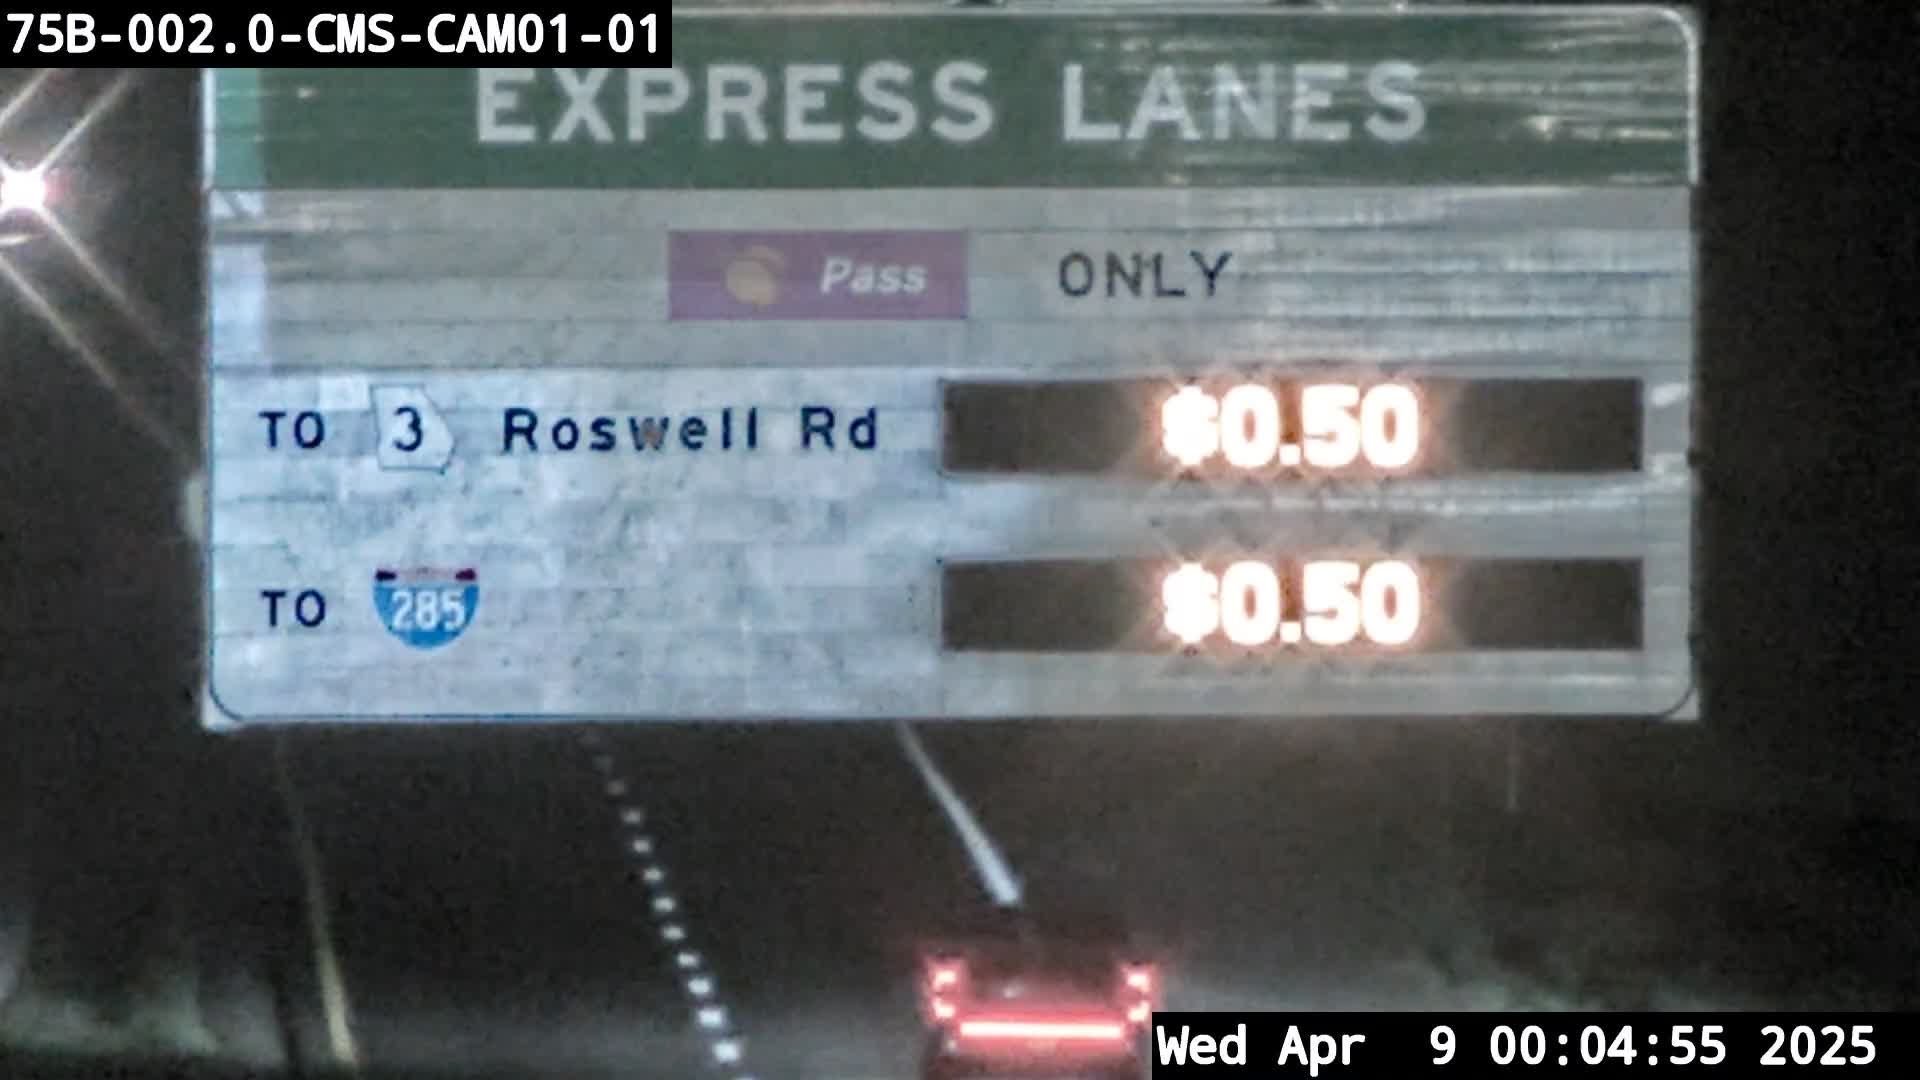 75B-002.0-CMS-CAM01-01
EXPRESS LANES
Pass ONLY
TO 3 Roswell Rd $0.50
TO 285 $0.50
Wed Apr 9 00:04:55 2025